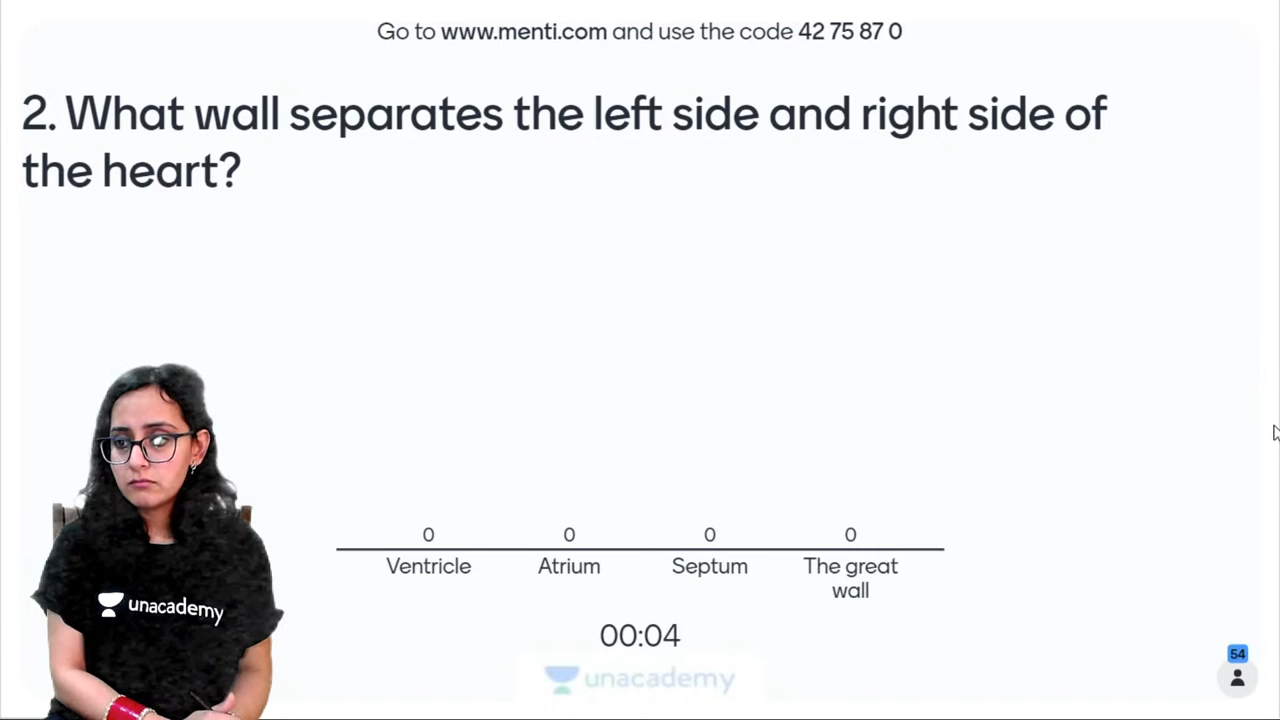 Go to www.menti.com and use the code 42 75 87 0
2. What wall separates the left side and right side of
the heart?
0 0 0 0
Ventricle Atrium Septum The great
wall
unacademy
00:04
54
unacademy